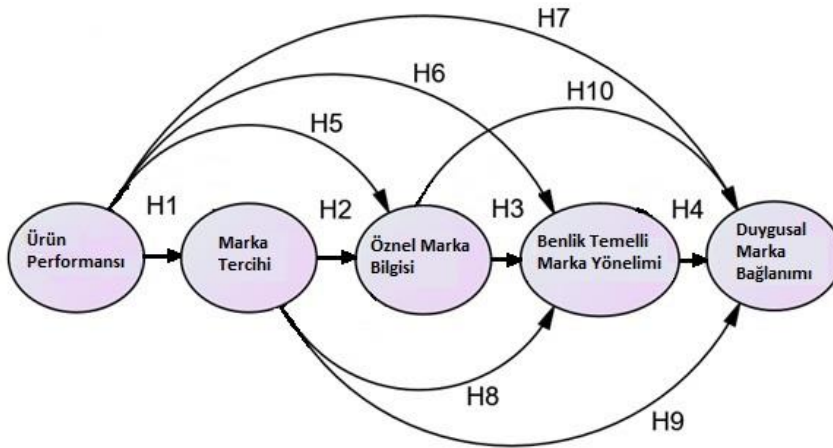 H7
H6
H10
H5
H1
H2
H3
H4
Ürün
Performansı
Marka
Tercihi
Öznel Marka
Bilgisi
Benlik Temelli
Marka Yönelimi
Duygusal
Marka
Bağlanımı
H8
H9